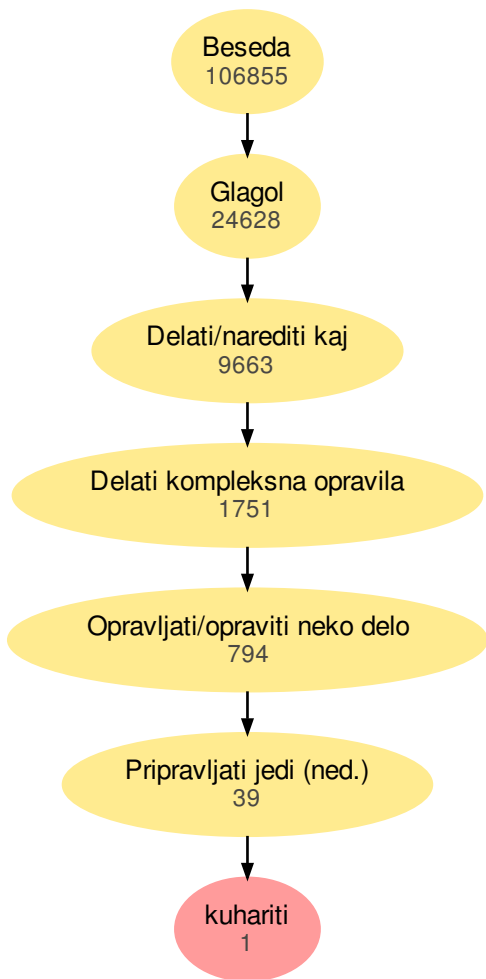 Beseda
106855
Glagol
24628
Delati/narediti kaj
9663
Delati kompleksna opravila
1751
Opravljati/opraviti neko delo
794
Pripravljati jedi (ned.)
39
kuhariti
1